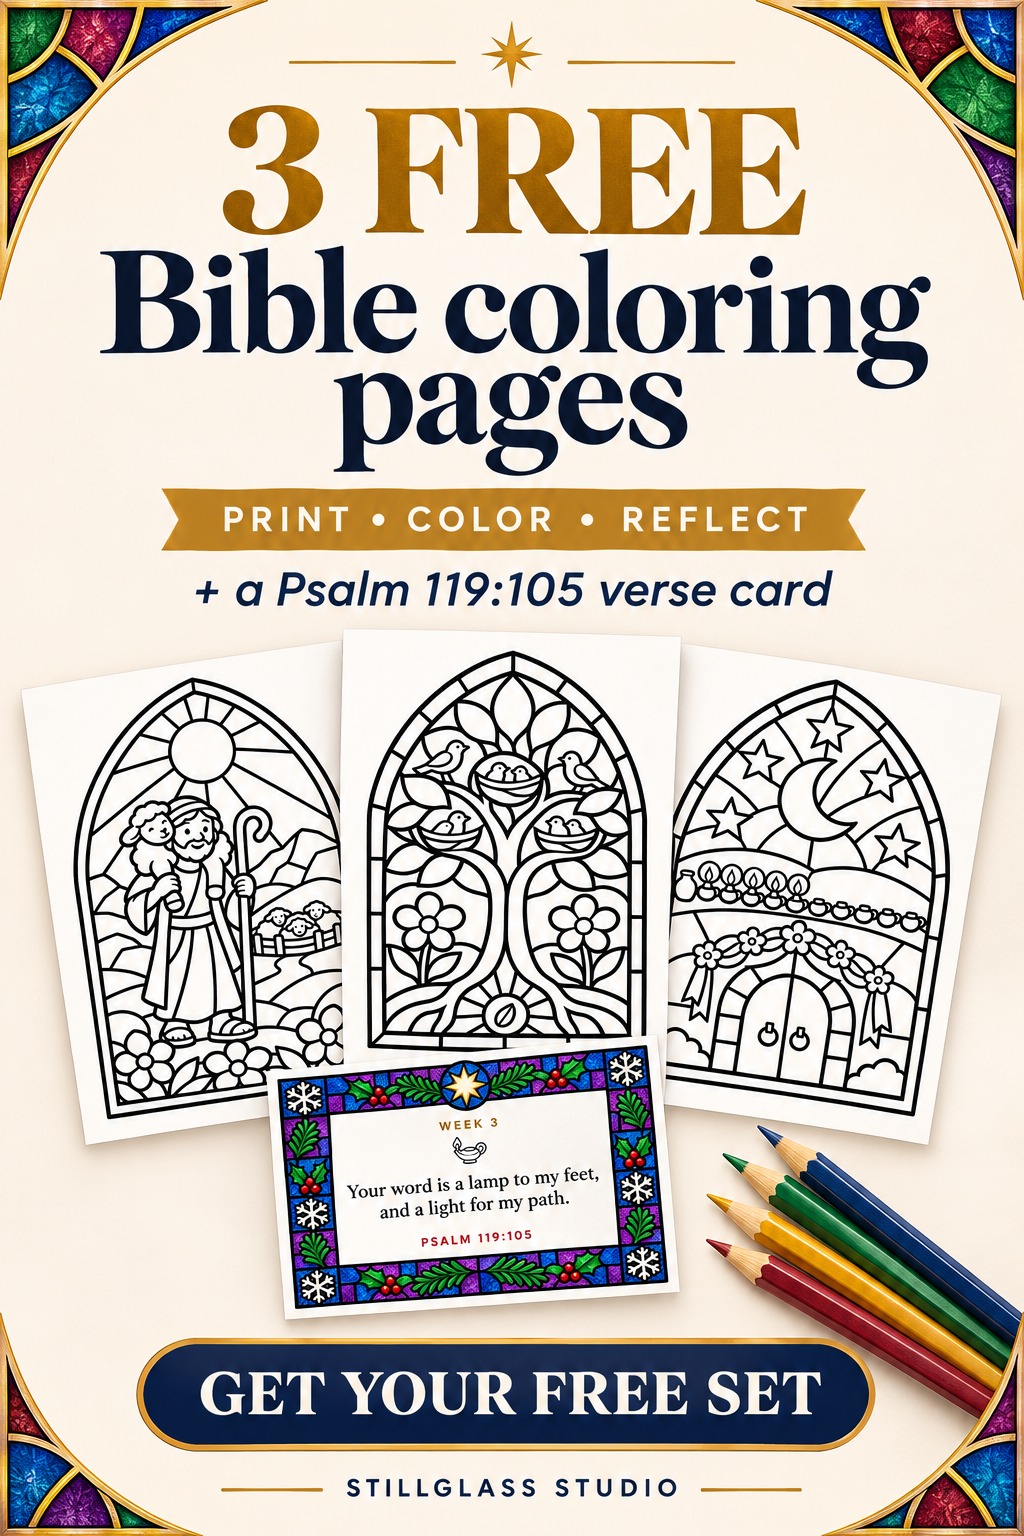 3 FREE
Bible coloring
pages
PRINT • COLOR • REFLECT
+ a Psalm 119:105 verse card
WEEK 3
Your word is a lamp to my feet,
and a light for my path.
PSALM 119:105
GET YOUR FREE SET
STILLGLASS STUDIO